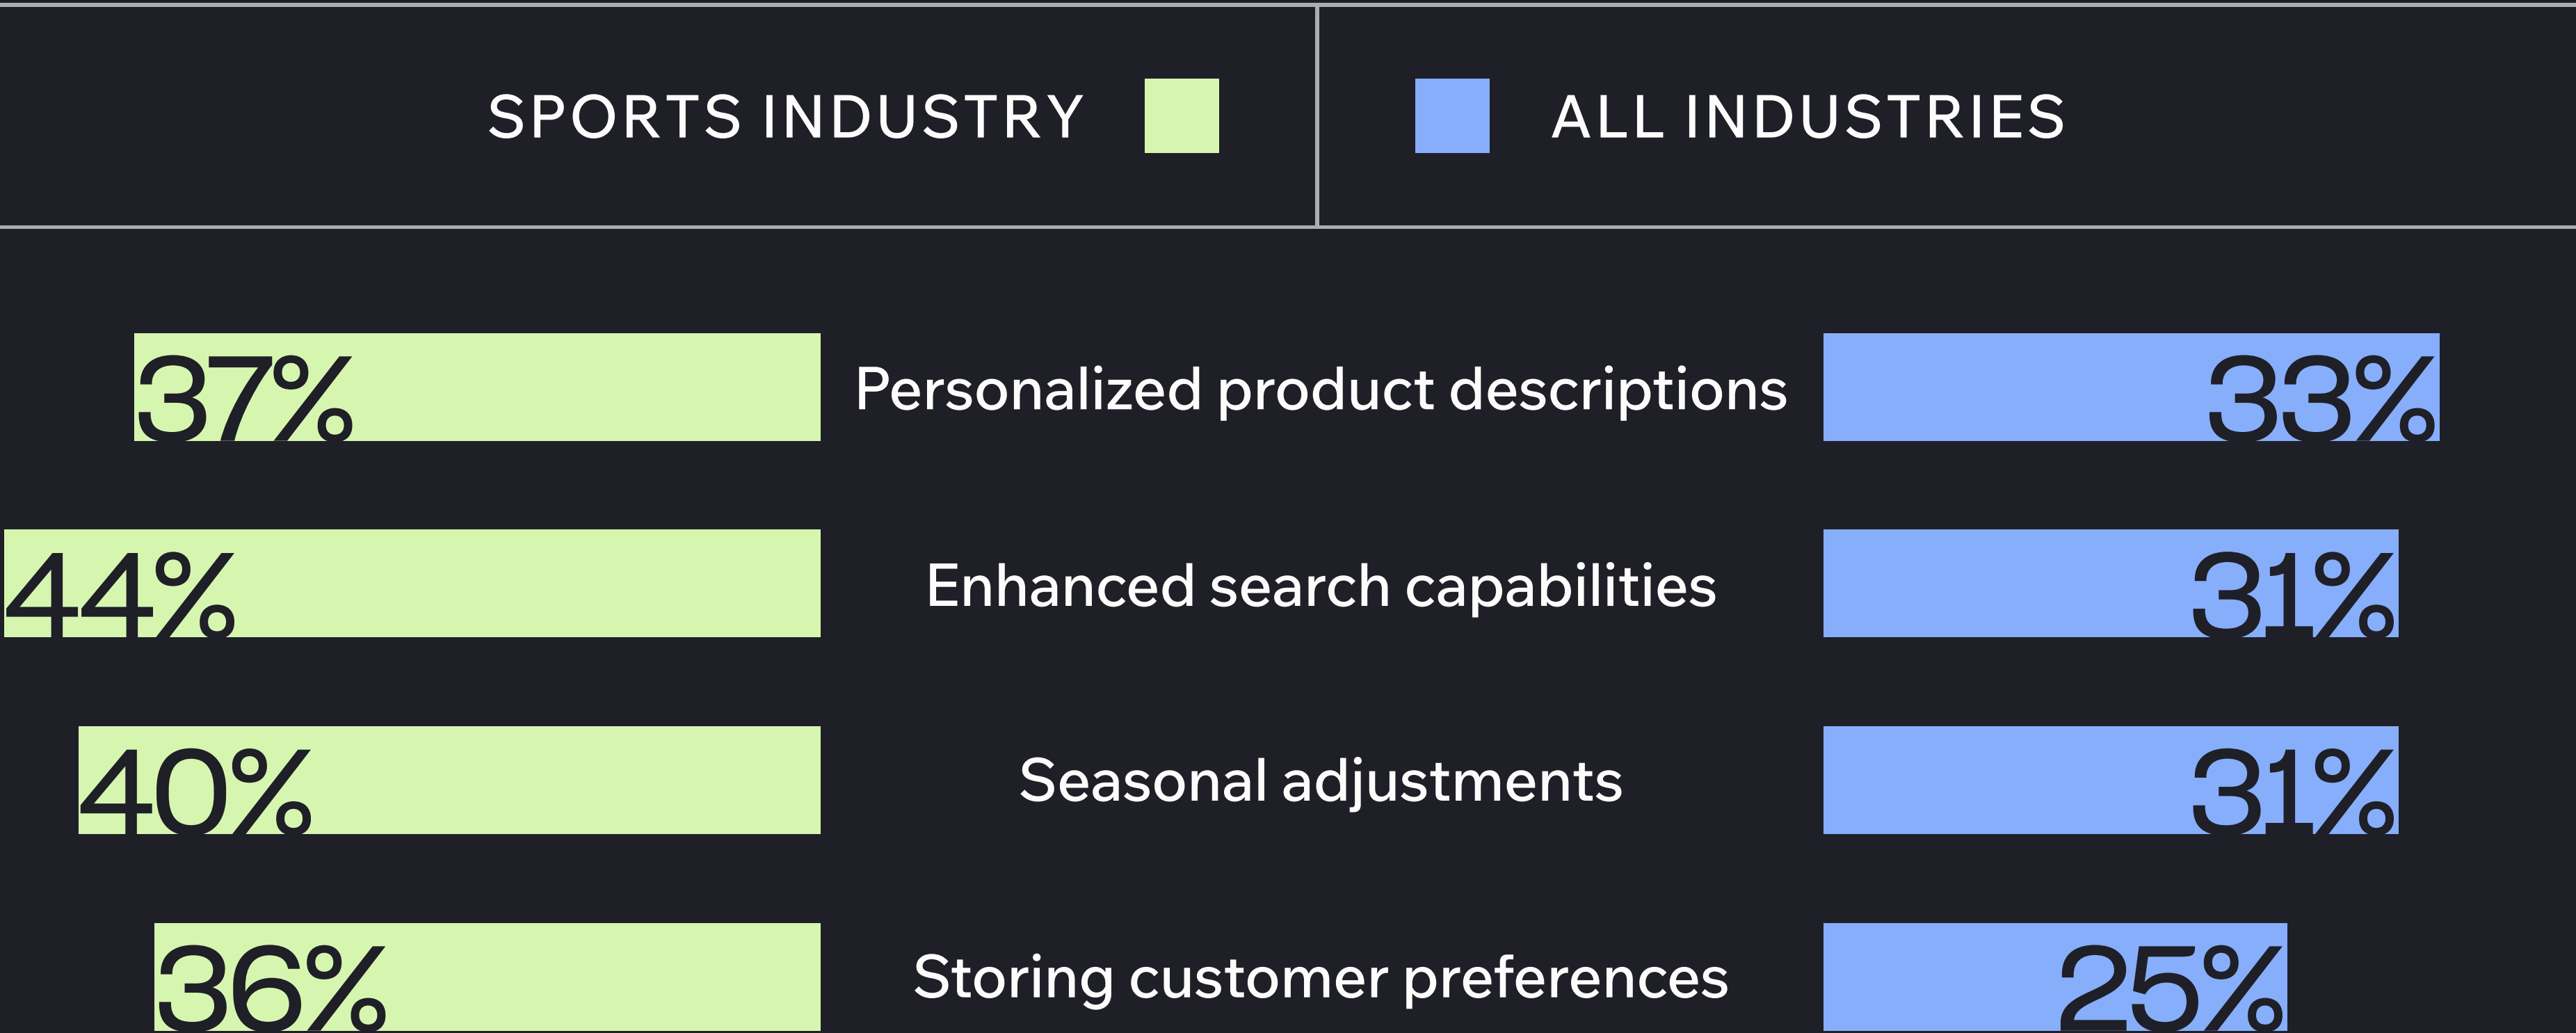 SPORTS INDUSTRY ALL INDUSTRIES
37% Personalized product descriptions 33%
44% Enhanced search capabilities 31%
40% Seasonal adjustments 31%
36% Storing customer preferences 25%